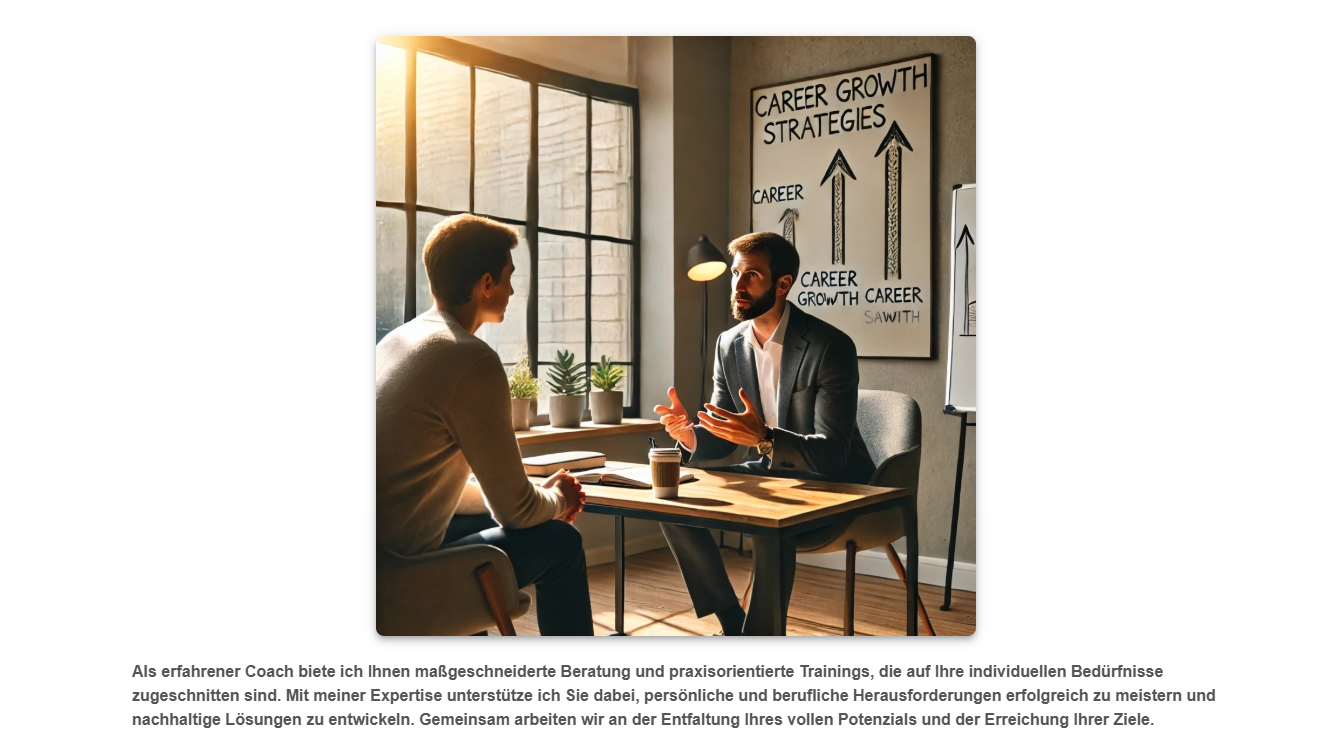 CAREER GROWTH
STRATEGIES
CAREER
CAREER
GROWTH
CAREER
SAWITH
Als erfahrener Coach biete ich Ihnen maßgeschneiderte Beratung und praxisorientierte Trainings, die auf Ihre individuellen Bedürfnisse
zugeschnitten sind. Mit meiner Expertise unterstütze ich Sie dabei, persönliche und berufliche Herausforderungen erfolgreich zu meistern und
nachhaltige Lösungen zu entwickeln. Gemeinsam arbeiten wir an der Entfaltung Ihres vollen Potenzials und der Erreichung Ihrer Ziele.